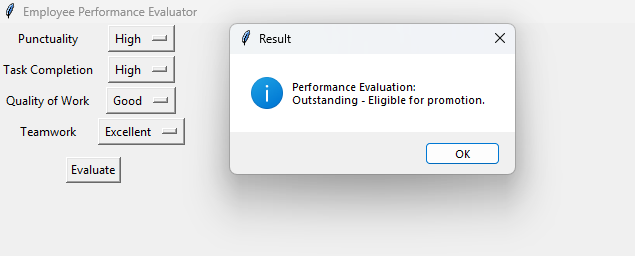 Employee Performance Evaluator
Punctuality High
Task Completion High
Quality of Work Good
Teamwork Excellent
Evaluate
Result
Performance Evaluation:
Outstanding - Eligible for promotion.
OK